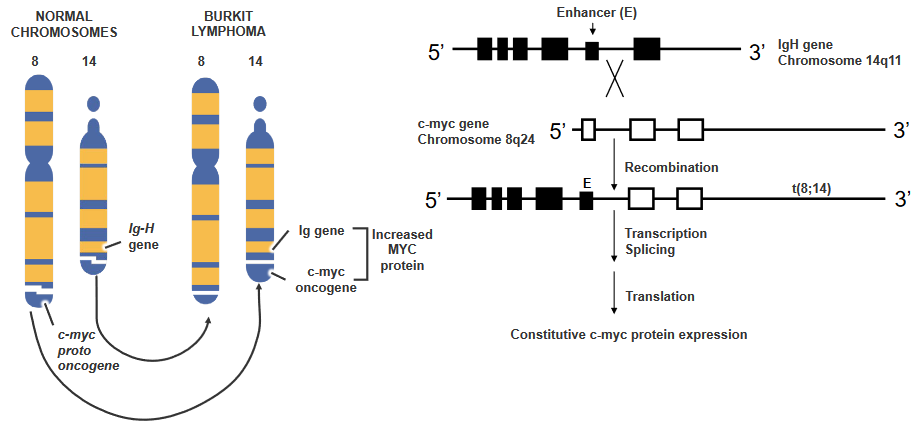 NORMAL
CHROMOSOMES
8
14
BURKIT
LYMPHOMA
8
14
Ig-H
gene
c-myc
proto
oncogene
Ig gene
c-myc
oncogene
Increased
MYC
protein
Enhancer (E)
5’
3’
IgH gene
Chromosome 14q11
c-myc gene
Chromosome 8q24
5’
3’
Recombination
5’
E
t(8;14)
3’
Transcription
Splicing
Translation
Constitutive c-myc protein expression